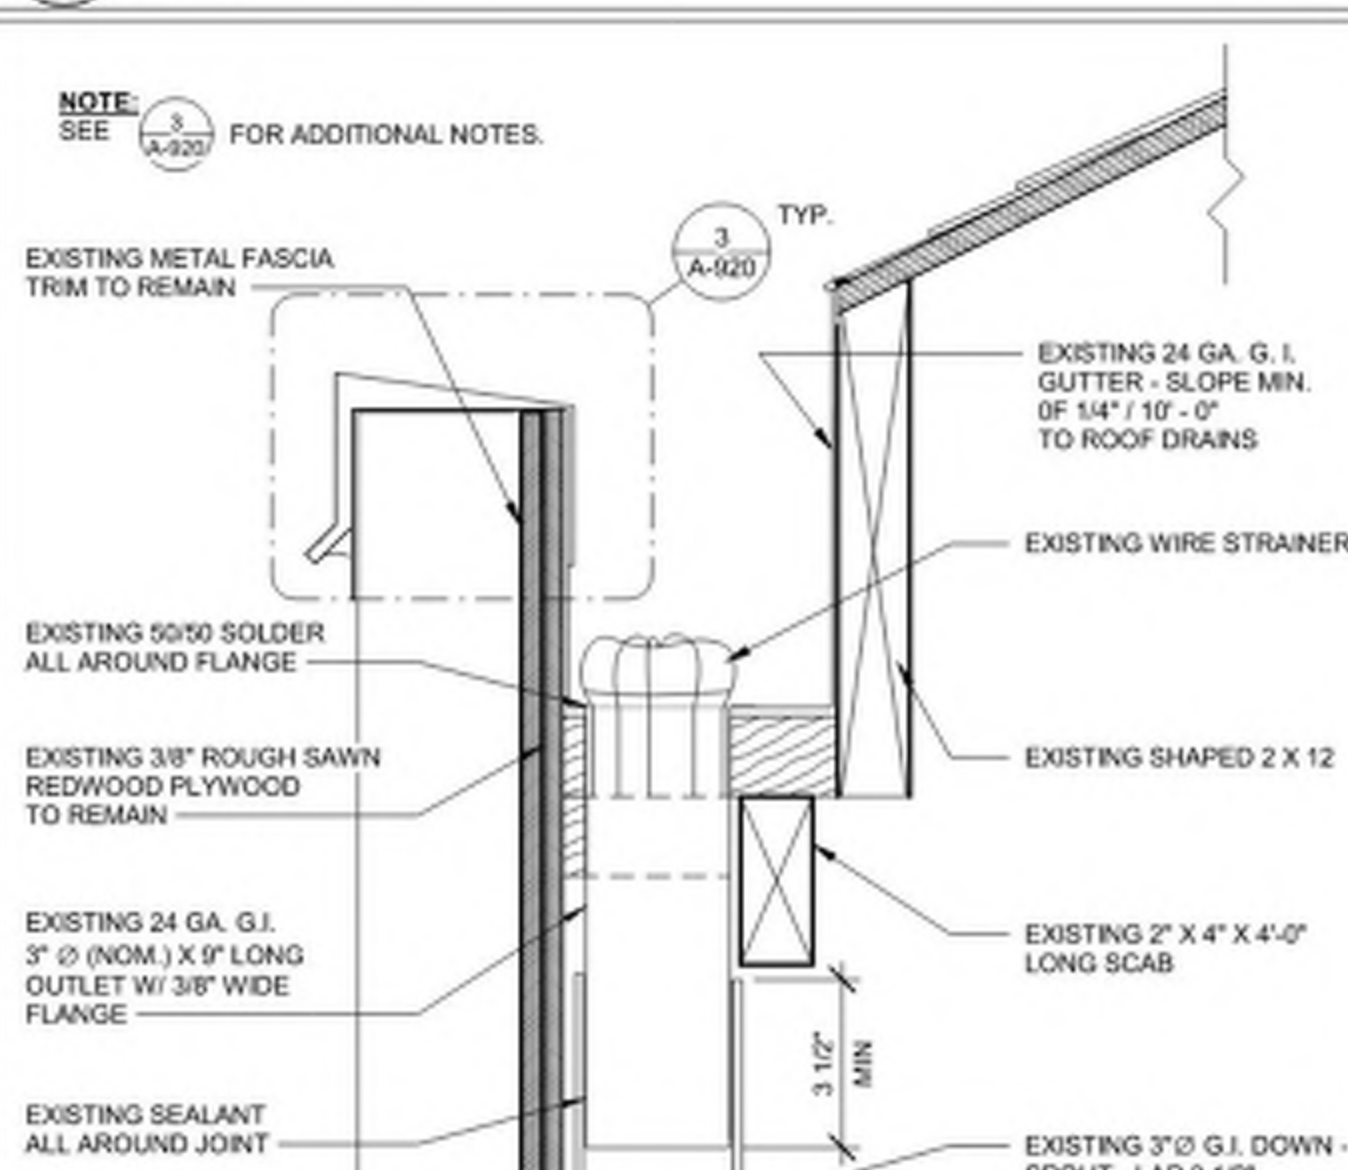 NOTE:
SEE 3 A-920 FOR ADDITIONAL NOTES.
3
A-920
TYP.
EXISTING METAL FASCIA
TRIM TO REMAIN
EXISTING 24 GA. G. I.
GUTTER - SLOPE MIN.
0F 1/4" / 10' - 0"
TO ROOF DRAINS
EXISTING WIRE STRAINER
EXISTING 50/50 SOLDER
ALL AROUND FLANGE
EXISTING 3/8" ROUGH SAWN
REDWOOD PLYWOOD
TO REMAIN
EXISTING SHAPED 2 X 12
EXISTING 24 GA. G.I.
3" Ø (NOM.) X 9" LONG
OUTLET W/ 3/8" WIDE
FLANGE
EXISTING 2" X 4" X 4'-0"
LONG SCAB
3 1/2"
MIN
EXISTING SEALANT
ALL AROUND JOINT
EXISTING 3"Ø G.I. DOWN -